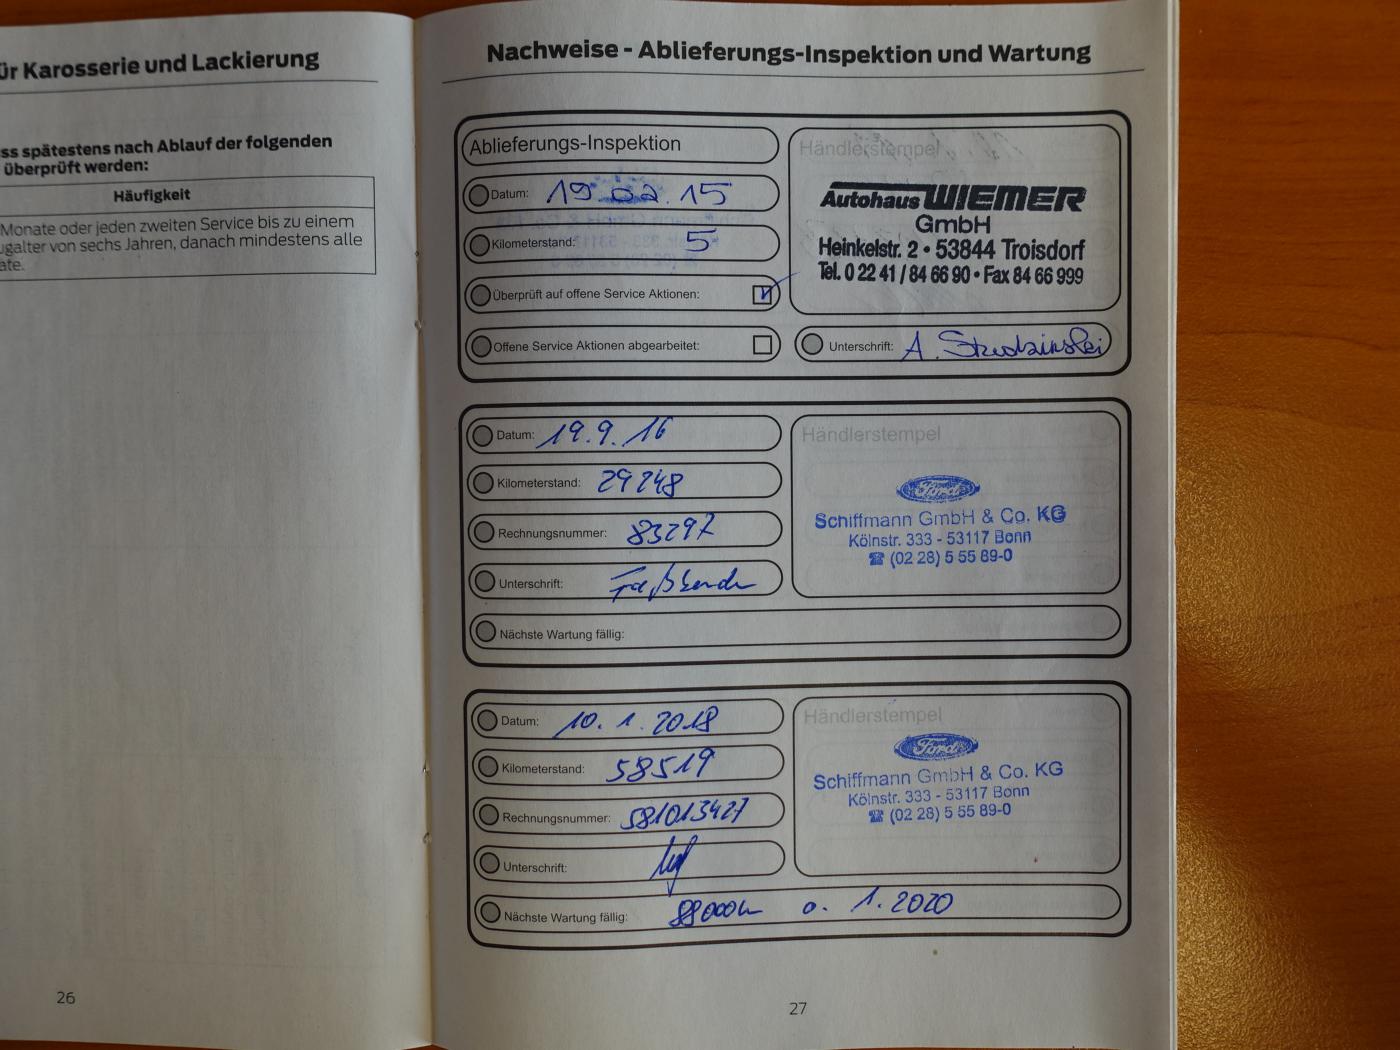 ür Karosserie und Lackierung
ss spätestens nach Ablauf der folgenden
überprüft werden:
Häufigkeit
Monate oder jeden zweiten Service bis zu einem
ugalter von sechs Jahren, danach mindestens alle
ate.
26
Nachweise - Ablieferungs-Inspektion und Wartung
Ablieferungs-Inspektion
Datum: 19.02.15
Kilometerstand: 5
Überprüft auf offene Service Aktionen:
Offene Service Aktionen abgearbeitet:
Händlerstempel
Autohaus WIEMER
GmbH
Heinkelstr. 2 • 53844 Troisdorf
Tel. 0 22 41 / 84 66 90 • Fax 84 66 999
Unterschrift: A. Studzinski
Datum: 19.9.16
Kilometerstand: 29248
Rechnungsnummer: 83297
Unterschrift:
Nächste Wartung fällig:
Händlerstempel
Ford
Schiffmann GmbH & Co. KG
Kölnstr. 333 - 53117 Bonn
☎ (02 28) 5 55 89-0
Datum: 10.1.2018
Kilometerstand: 58519
Rechnungsnummer: 581013427
Unterschrift:
Nächste Wartung fällig: 88000km o. 1.2020
Händlerstempel
Ford
Schiffmann GmbH & Co. KG
Kölnstr. 333 - 53117 Bonn
☎ (02 28) 5 55 89-0
27